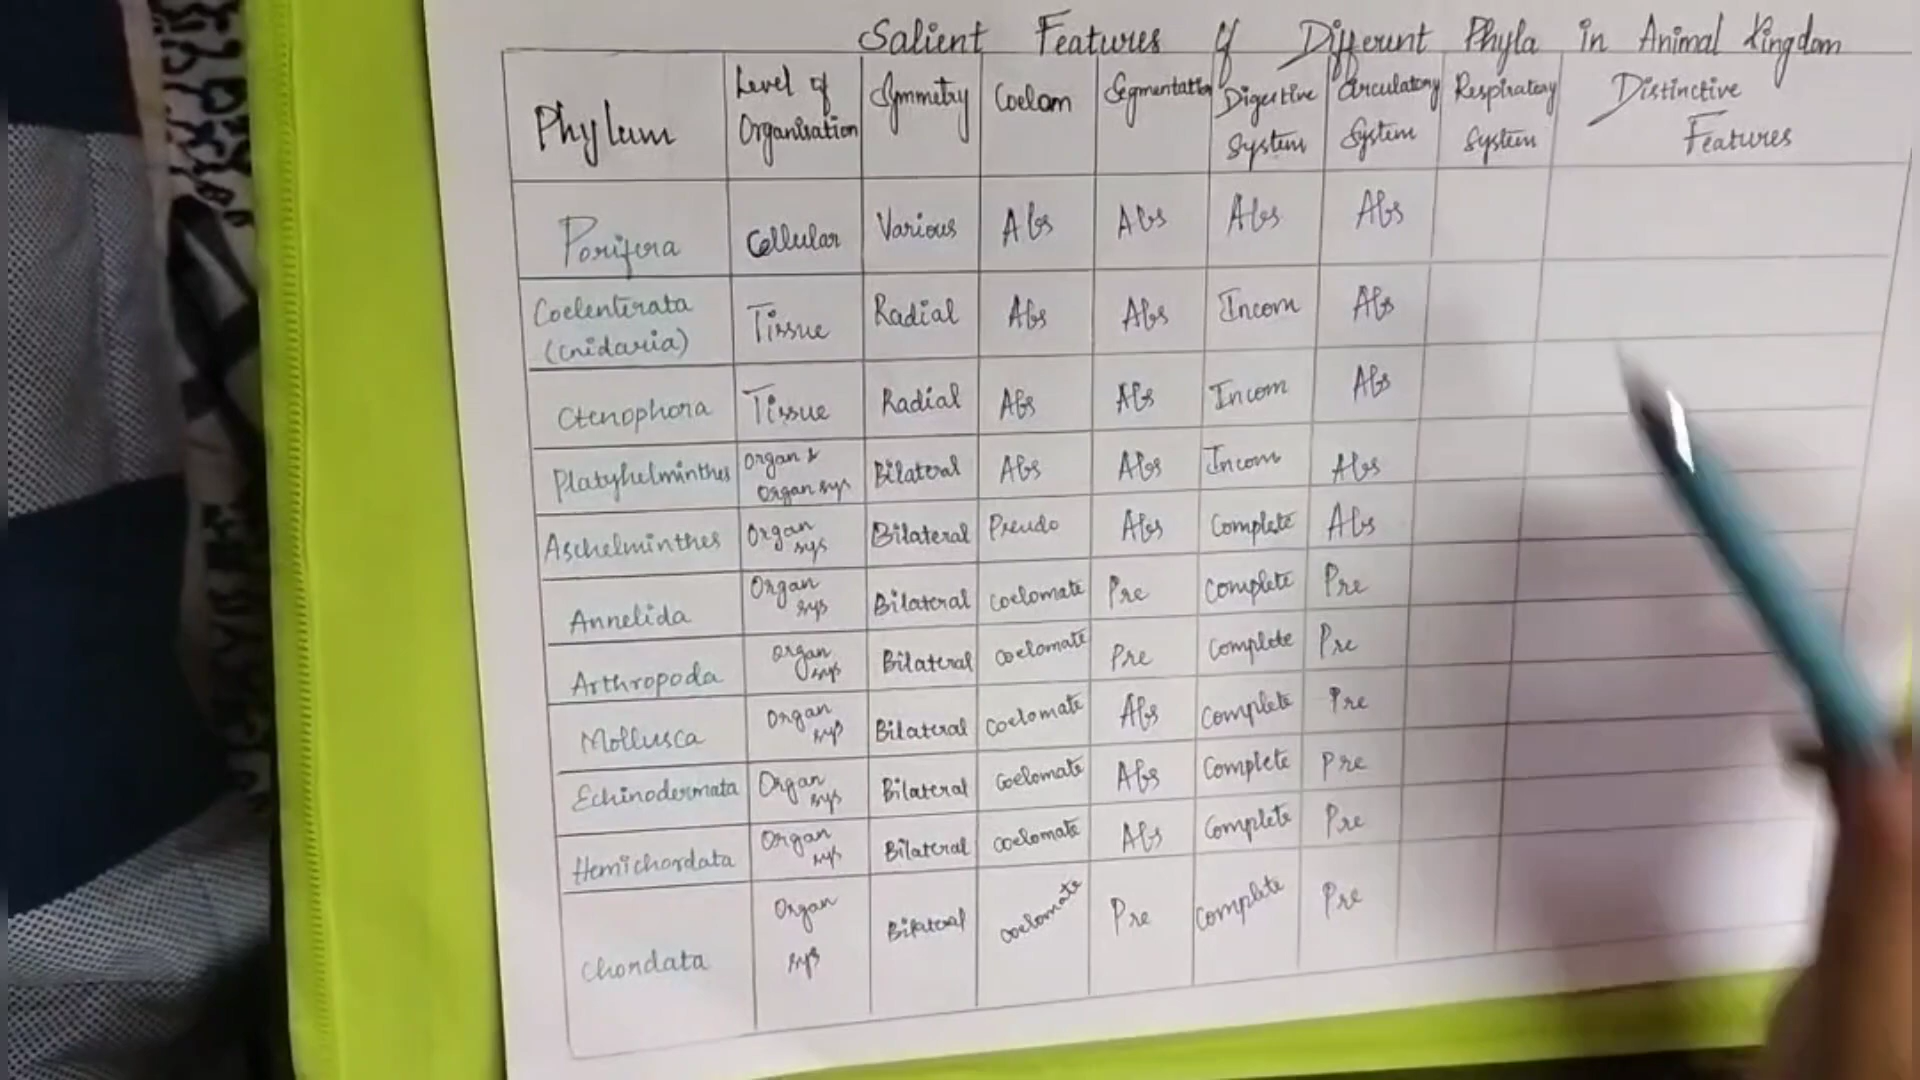 Salient Features of Different Phyla in Animal Kingdom
Phylum Level of Organisation Symmetry Coelom Segmentation Digestive System Circulatory System Respiratory System Distinctive Features
Porifera Cellular Various Abs Abs Abs Abs
Coelenterata (Cnidaria) Tissue Radial Abs Abs Incom Abs
Ctenophora Tissue Radial Abs Abs Incom Abs
Platyhelminthes Organ & Organ sys Bilateral Abs Abs Incom Abs
Aschelminthes Organ sys Bilateral Pseudo Abs Complete Abs
Annelida Organ sys Bilateral Coelomate Pre Complete Pre
Arthropoda Organ sys Bilateral Coelomate Pre Complete Pre
Mollusca Organ sys Bilateral Coelomate Abs Complete Pre
Echinodermata Organ sys Bilateral Coelomate Abs Complete Pre
Hemichordata Organ sys Bilateral Coelomate Abs Complete Pre
Chordata Organ sys Bilateral Coelomate Pre Complete Pre